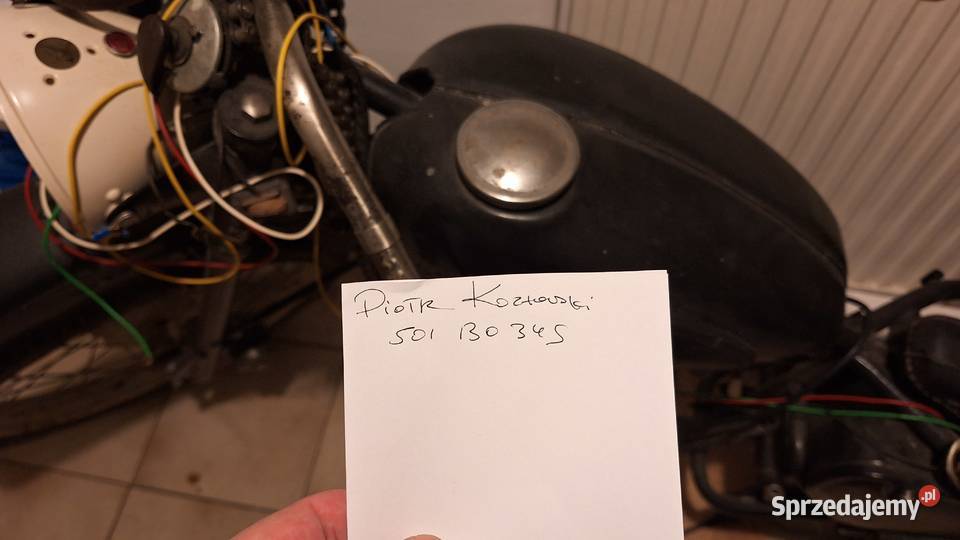 Piotr Kozłowski
501 130 345
Sprzedajemy.pl